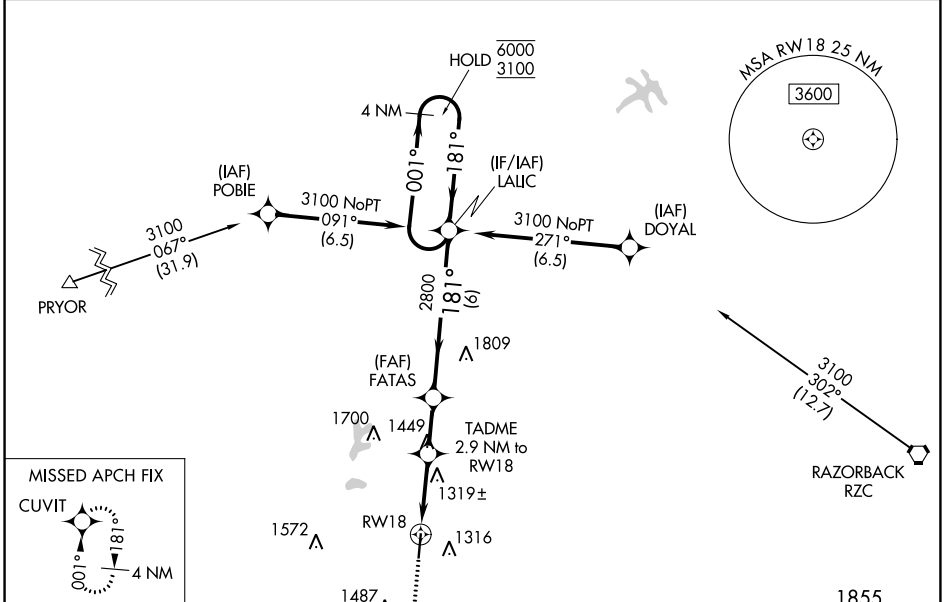 HOLD 6000
3100
4 NM
001°
181°
(IF/IAF)
LALIC
MSA RW18 25 NM
3600
(IAF)
POBIE
3100 NoPT
091°
(6.5)
3100 NoPT
271°
(6.5)
(IAF)
DOYAL
3100
067°
(31.9)
PRYOR
2800
181°
(6)
1809
(FAF)
FATAS
3100
302°
(12.7)
1700
1449
TADME
2.9 NM to
RW18
RAZORBACK
RZC
1319±
MISSED APCH FIX
CUVIT
001°
181°
4 NM
RW18
1572
1316
1487
1855